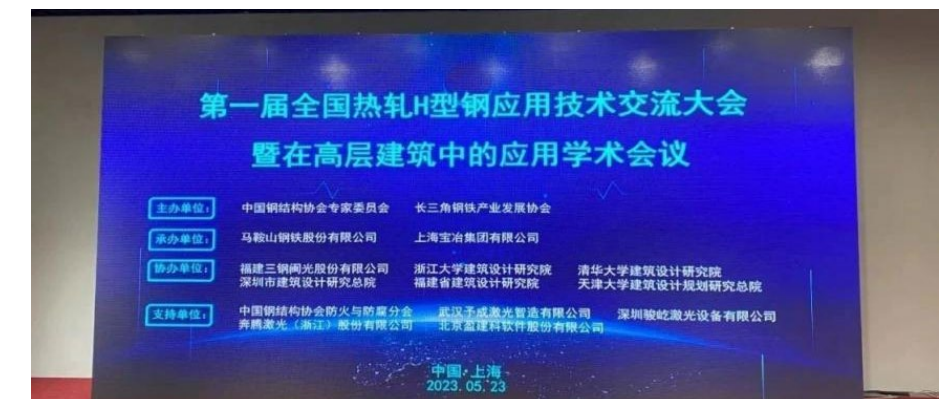 第一届全国热轧H型钢应用技术交流大会
暨在高层建筑中的应用学术会议
主办单位： 中国钢结构协会专家委员会 长三角钢铁产业发展协会
承办单位： 马鞍山钢铁股份有限公司 上海宝冶集团有限公司
协办单位： 福建三钢闽光股份有限公司 浙江大学建筑设计研究院 清华大学建筑设计研究院
深圳市建筑设计研究总院 福建省建筑设计研究院 天津大学建筑设计规划研究总院
支持单位： 中国钢结构协会防火与防腐分会 武汉予成激光智造有限公司 深圳骏屹激光设备有限公司
奔腾激光（浙江）股份有限公司 北京盈建科软件股份有限公司
中国·上海
2023.05.23